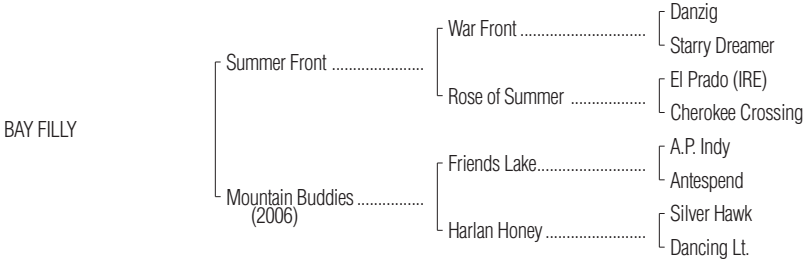 Danzig
War Front ..............................
Starry Dreamer
Summer Front ......................
El Prado (IRE)
Rose of Summer ..................
Cherokee Crossing
BAY FILLY
A.P. Indy
Friends Lake..........................
Antespend
Mountain Buddies ................
(2006)
Silver Hawk
Harlan Honey ........................
Dancing Lt.